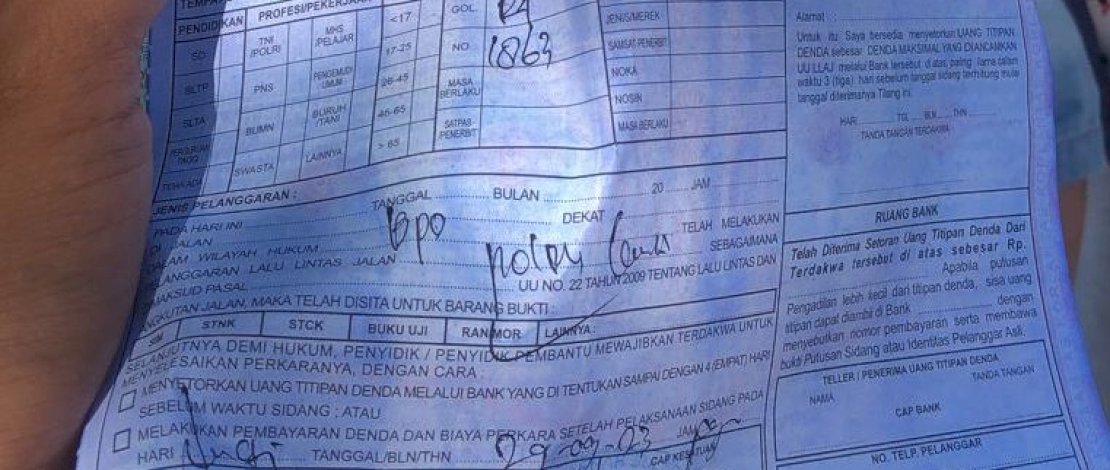 PENDIDIKAN PROFESI/PEKERJAAN <17 GOL
SD TNI /POLRI MHS /PELAJAR 17-25 NO 1863
SLTP PNS PENGEMUDI UMUM 26-45 MASA BERLAKU
SLTA BUMN BURUH /TANI 46-65 SATPAS PENERBIT
SWASTA LAINNYA > 65
JENIS/MEREK
SAMSAT PENERBIT
NOKA
NOSIN
MASA BERLAKU
JENIS PELANGGARAN :
PADA HARI INI TANGGAL BULAN 20 JAM
DI JALAN DEKAT
DALAM WILAYAH HUKUM TELAH MELAKUKAN
PELANGGARAN LALU LINTAS JALAN SEBAGAIMANA
DIMAKSUD PASAL UU NO. 22 TAHUN 2009 TENTANG LALU LINTAS DAN
ANGKUTAN JALAN, MAKA TELAH DISITA UNTUK BARANG BUKTI :
SIM STNK STCK BUKU UJI RANMOR LAINNYA :
SELANJUTNYA DEMI HUKUM, PENYIDIK / PENYIDIK PEMBANTU MEWAJIBKAN TERDAKWA UNTUK
MENYELESAIKAN PERKARANYA, DENGAN CARA :
MENYETORKAN UANG TITIPAN DENDA MELALUI BANK YANG DI TENTUKAN SAMPAI DENGAN 4 (EMPAT) HARI
SEBELUM WAKTU SIDANG : ATAU
MELAKUKAN PEMBAYARAN DENDA DAN BIAYA PERKARA SETELAH PELAKSANAAN SIDANG PADA
HARI TANGGAL/BLN/THN 29-09-23 JAM
CAP KESATUAN
Alamat :
Untuk itu Saya bersedia menyetorkan UANG TITIPAN
DENDA sebesar DENDA MAKSIMAL YANG DIANCAMKAN
UU LLAJ melalui Bank tersebut di atas, paling lama dalam
waktu 3 (tiga) hari sebelum tanggal sidang terhitung mulai
tanggal diterimanya Tilang ini.
HARI TGL BLN THN
TANDA TANGAN TERDAKWA
RUANG BANK
Telah Diterima Setoran Uang Titipan Denda Dari
Terdakwa tersebut di atas sebesar Rp.
Apabila putusan
Pengadilan lebih kecil dari titipan denda, sisa uang
titipan dapat diambil di Bank dengan
menyebutkan nomor pembayaran serta membawa
bukti Putusan Sidang atau Identitas Pelanggar Asli.
TELLER / PENERIMA UANG TITIPAN DENDA
NAMA TANDA TANGAN
CAP BANK
NO. TELP. PELANGGAR